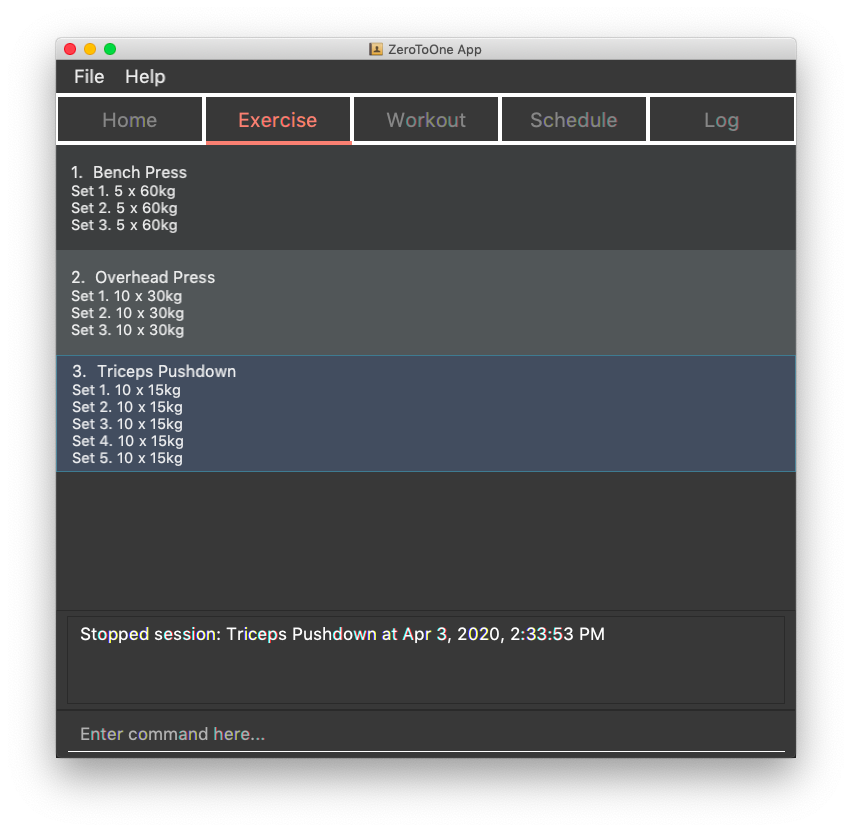 ZeroToOne App
File Help
Home Exercise Workout Schedule Log
1. Bench Press
Set 1. 5 x 60kg
Set 2. 5 x 60kg
Set 3. 5 x 60kg
2. Overhead Press
Set 1. 10 x 30kg
Set 2. 10 x 30kg
Set 3. 10 x 30kg
3. Triceps Pushdown
Set 1. 10 x 15kg
Set 2. 10 x 15kg
Set 3. 10 x 15kg
Set 4. 10 x 15kg
Set 5. 10 x 15kg
Stopped session: Triceps Pushdown at Apr 3, 2020, 2:33:53 PM
Enter command here...